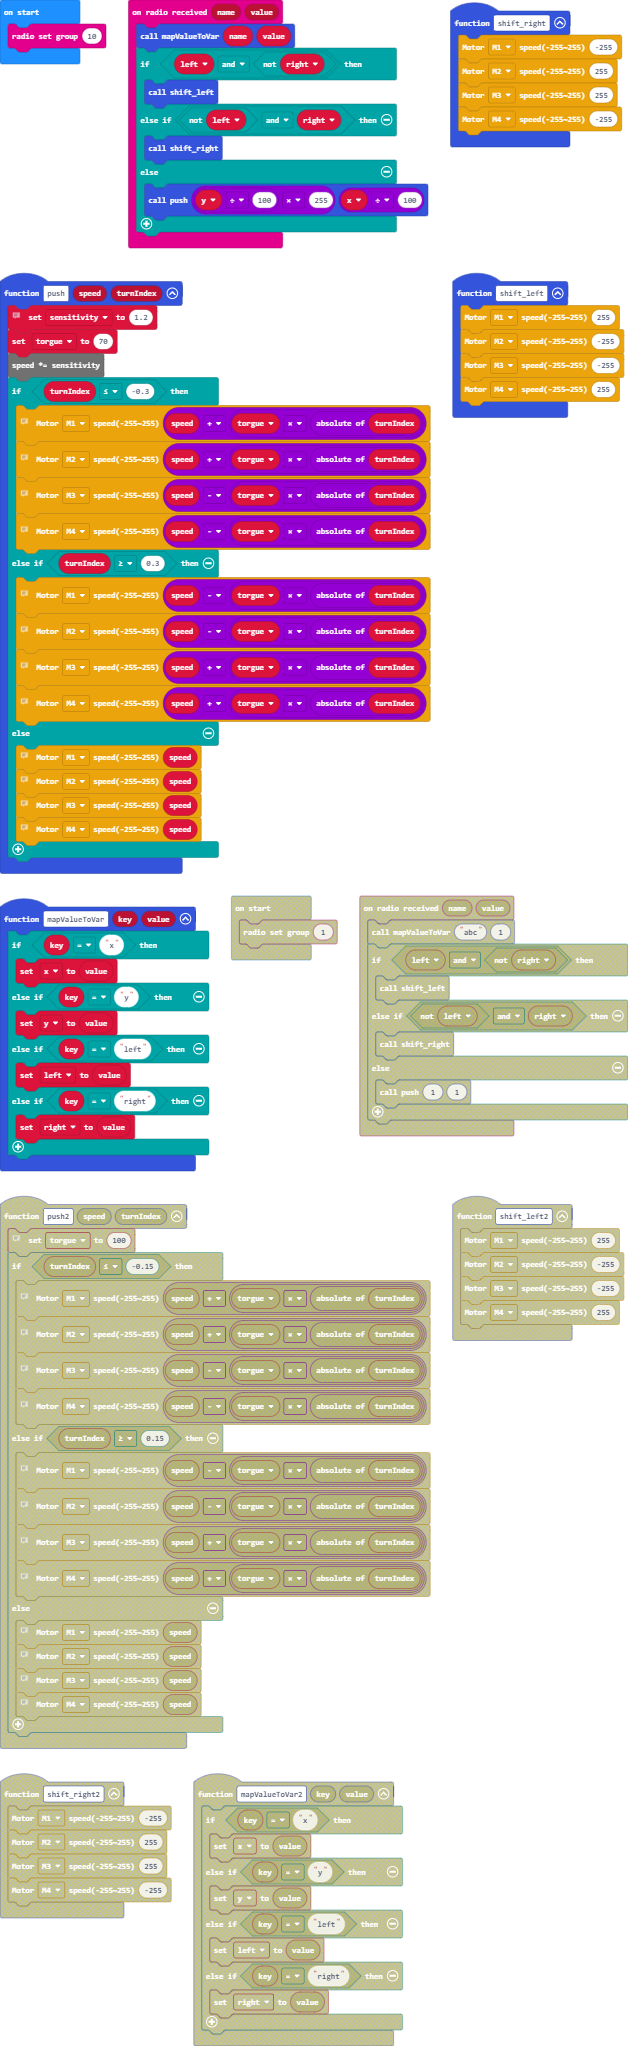 on start
radio set group 10
on radio received name value
call mapValueToVar name value
if left and not right then
call shift_left
else if not left and right then
call shift_right
else
call push y ÷ 100 × 255 x ÷ 100
function shift_right
Motor M1 speed(-255~255) -255
Motor M2 speed(-255~255) 255
Motor M3 speed(-255~255) 255
Motor M4 speed(-255~255) -255
function push speed turnIndex
set sensitivity to 1.2
set torgue to 70
speed *= sensitivity
if turnIndex ≤ -0.3 then
Motor M1 speed(-255~255) speed + torgue × absolute of turnIndex
Motor M2 speed(-255~255) speed + torgue × absolute of turnIndex
Motor M3 speed(-255~255) speed - torgue × absolute of turnIndex
Motor M4 speed(-255~255) speed - torgue × absolute of turnIndex
else if turnIndex ≥ 0.3 then
Motor M1 speed(-255~255) speed - torgue × absolute of turnIndex
Motor M2 speed(-255~255) speed - torgue × absolute of turnIndex
Motor M3 speed(-255~255) speed + torgue × absolute of turnIndex
Motor M4 speed(-255~255) speed + torgue × absolute of turnIndex
else
Motor M1 speed(-255~255) speed
Motor M2 speed(-255~255) speed
Motor M3 speed(-255~255) speed
Motor M4 speed(-255~255) speed
function shift_left
Motor M1 speed(-255~255) 255
Motor M2 speed(-255~255) -255
Motor M3 speed(-255~255) -255
Motor M4 speed(-255~255) 255
function mapValueToVar key value
if key = "x" then
set x to value
else if key = "y" then
set y to value
else if key = "left" then
set left to value
else if key = "right" then
set right to value
on start
radio set group 1
on radio received name value
call mapValueToVar "abc" 1
if left and not right then
call shift_left
else if not left and right then
call shift_right
else
call push 1 1
function push2 speed turnIndex
set torgue to 100
if turnIndex ≤ -0.15 then
Motor M1 speed(-255~255) speed + torgue × absolute of turnIndex
Motor M2 speed(-255~255) speed + torgue × absolute of turnIndex
Motor M3 speed(-255~255) speed - torgue × absolute of turnIndex
Motor M4 speed(-255~255) speed - torgue × absolute of turnIndex
else if turnIndex ≥ 0.15 then
Motor M1 speed(-255~255) speed - torgue × absolute of turnIndex
Motor M2 speed(-255~255) speed - torgue × absolute of turnIndex
Motor M3 speed(-255~255) speed + torgue × absolute of turnIndex
Motor M4 speed(-255~255) speed + torgue × absolute of turnIndex
else
Motor M1 speed(-255~255) speed
Motor M2 speed(-255~255) speed
Motor M3 speed(-255~255) speed
Motor M4 speed(-255~255) speed
function shift_left2
Motor M1 speed(-255~255) 255
Motor M2 speed(-255~255) -255
Motor M3 speed(-255~255) -255
Motor M4 speed(-255~255) 255
function shift_right2
Motor M1 speed(-255~255) -255
Motor M2 speed(-255~255) 255
Motor M3 speed(-255~255) 255
Motor M4 speed(-255~255) -255
function mapValueToVar2 key value
if key = "x" then
set x to value
else if key = "y" then
set y to value
else if key = "left" then
set left to value
else if key = "right" then
set right to value